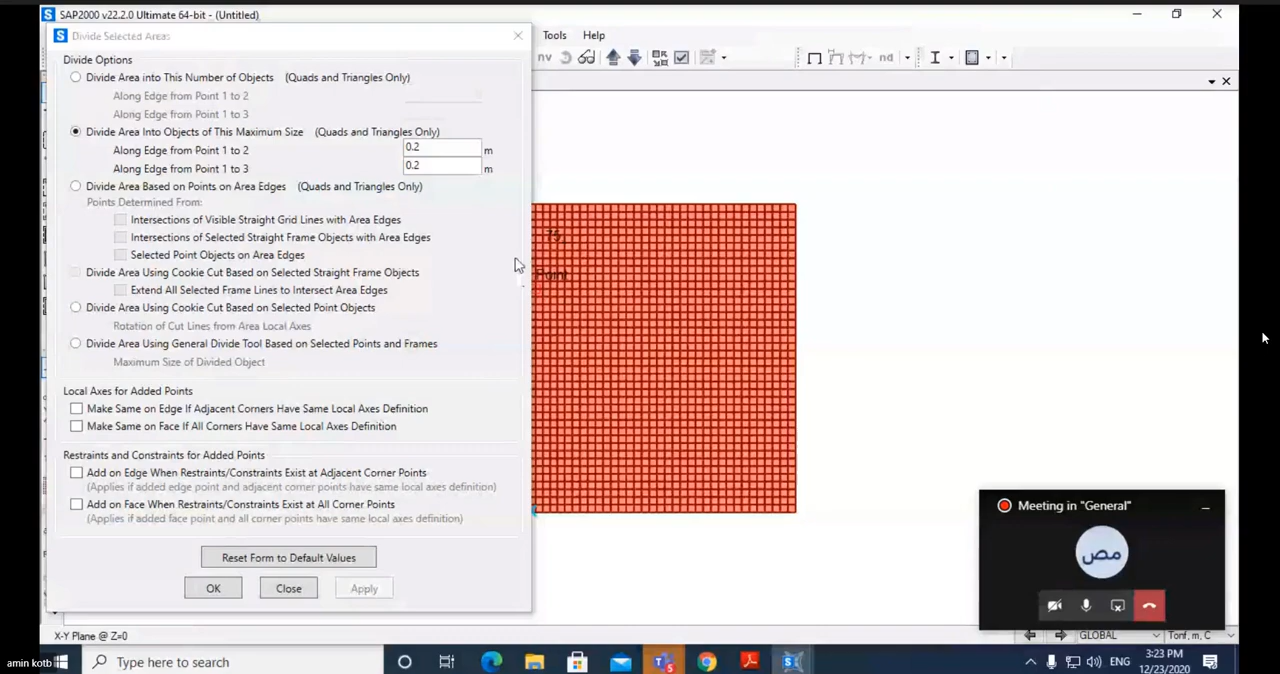 SAP2000 v22.2.0 Ultimate 64-bit - (Untitled)
Divide Selected Areas
Tools Help
nv
nd
Divide Options
Divide Area into This Number of Objects (Quads and Triangles Only)
Along Edge from Point 1 to 2
Along Edge from Point 1 to 3
Divide Area Into Objects of This Maximum Size (Quads and Triangles Only)
Along Edge from Point 1 to 2 0.2 m
Along Edge from Point 1 to 3 0.2 m
Divide Area Based on Points on Area Edges (Quads and Triangles Only)
Points Determined From:
Intersections of Visible Straight Grid Lines with Area Edges
Intersections of Selected Straight Frame Objects with Area Edges
Selected Point Objects on Area Edges
Divide Area Using Cookie Cut Based on Selected Straight Frame Objects
Extend All Selected Frame Lines to Intersect Area Edges
Divide Area Using Cookie Cut Based on Selected Point Objects
Rotation of Cut Lines from Area Local Axes
Divide Area Using General Divide Tool Based on Selected Points and Frames
Maximum Size of Divided Object
Local Axes for Added Points
Make Same on Edge If Adjacent Corners Have Same Local Axes Definition
Make Same on Face If All Corners Have Same Local Axes Definition
Restraints and Constraints for Added Points
Add on Edge When Restraints/Constraints Exist at Adjacent Corner Points
(Applies if added edge point and adjacent corner points have same local axes definition)
Add on Face When Restraints/Constraints Exist at All Corner Points
(Applies if added face point and all corner points have same local axes definition)
Reset Form to Default Values
OK Close Apply
75
Point
Meeting in "General"
مص
X-Y Plane @ Z=0
GLOBAL
Tonf, m, C
amin kotb
Type here to search
ENG
3:23 PM
12/23/2020